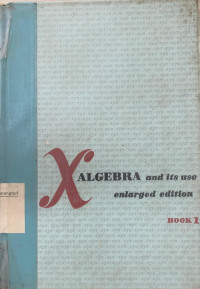 X ALGEBRA and its use
enlarged edition
BOOK 1